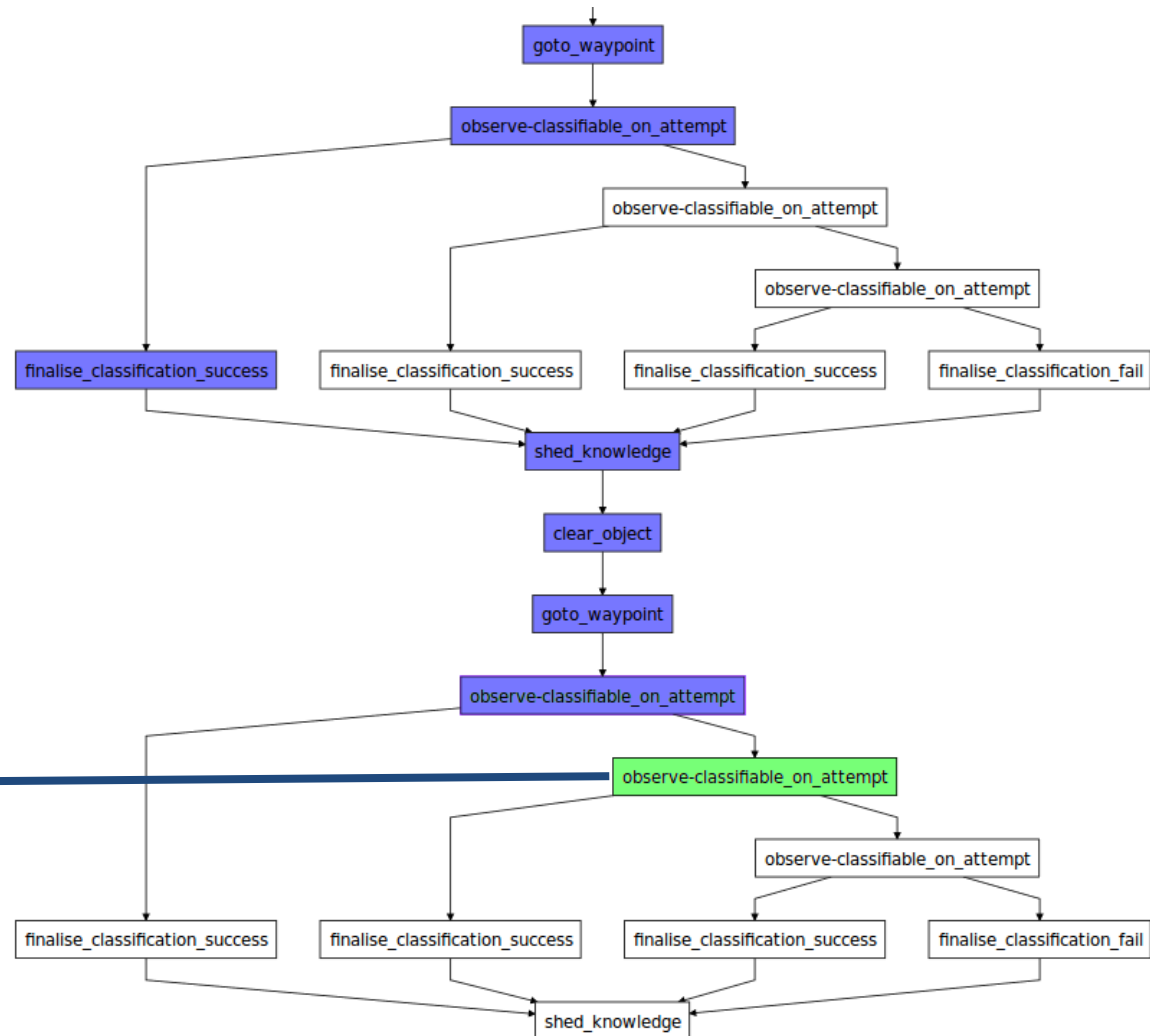 goto_waypoint
observe-classifiable_on_attempt
observe-classifiable_on_attempt
observe-classifiable_on_attempt
finalise_classification_success
finalise_classification_success
finalise_classification_success
finalise_classification_fail
shed_knowledge
clear_object
goto_waypoint
observe-classifiable_on_attempt
observe-classifiable_on_attempt
observe-classifiable_on_attempt
finalise_classification_success
finalise_classification_success
finalise_classification_success
finalise_classification_fail
shed_knowledge